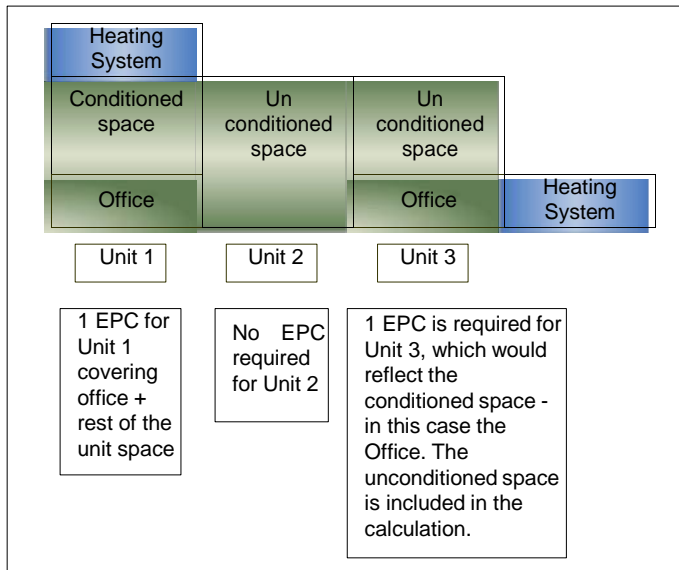 Heating
System
Conditioned
space
Un
conditioned
space
Un
conditioned
space
Office
Office
Heating
System
Unit 1
Unit 2
Unit 3
1 EPC for
Unit 1
covering
office +
rest of the
unit space
No EPC
required
for Unit 2
1 EPC is required for
Unit 3, which would
reflect the
conditioned space -
in this case the
Office. The
unconditioned space
is included in the
calculation.